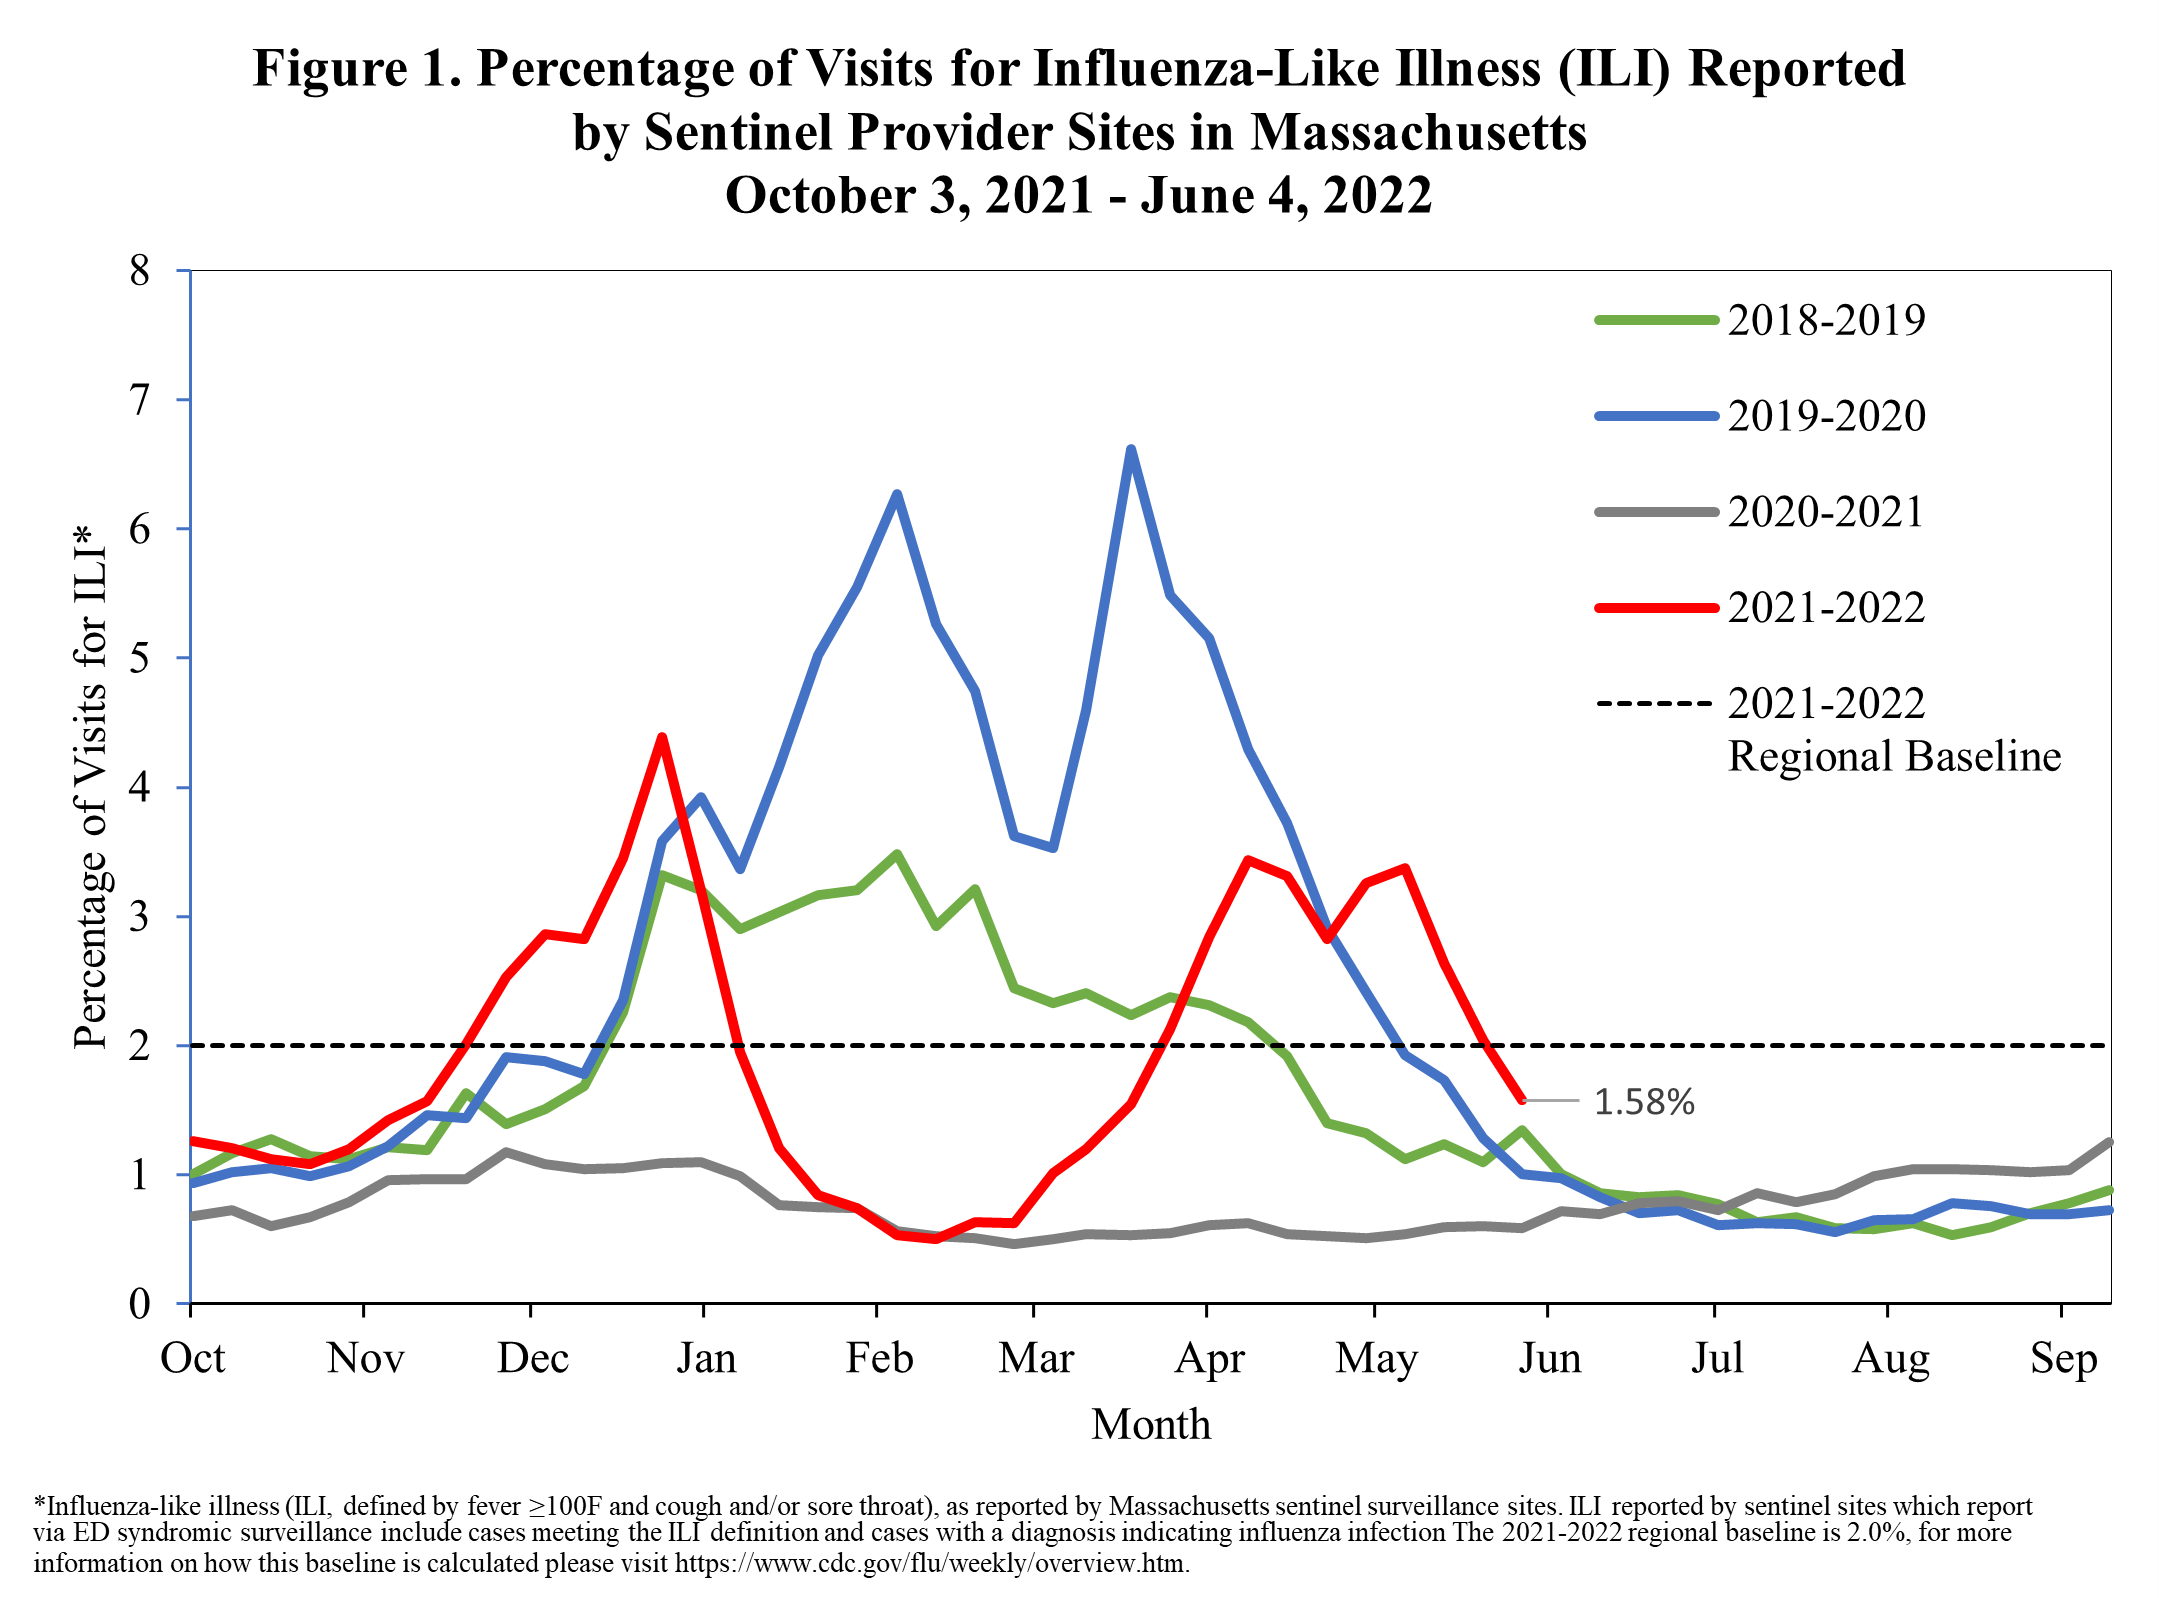 Figure 1. Percentage of Visits for Influenza-Like Illness (ILI) Reported
by Sentinel Provider Sites in Massachusetts
October 3, 2021 - June 4, 2022
8
7
6
5
4
3
2
1
0
Percentage of Visits for ILI*
2018-2019
2019-2020
2020-2021
2021-2022
2021-2022
Regional Baseline
1.58%
Oct Nov Dec Jan Feb Mar Apr May Jun Jul Aug Sep
Month
*Influenza-like illness (ILI, defined by fever ≥100F and cough and/or sore throat), as reported by Massachusetts sentinel surveillance sites. ILI reported by sentinel sites which report
via ED syndromic surveillance include cases meeting the ILI definition and cases with a diagnosis indicating influenza infection The 2021-2022 regional baseline is 2.0%, for more
information on how this baseline is calculated please visit https://www.cdc.gov/flu/weekly/overview.htm.